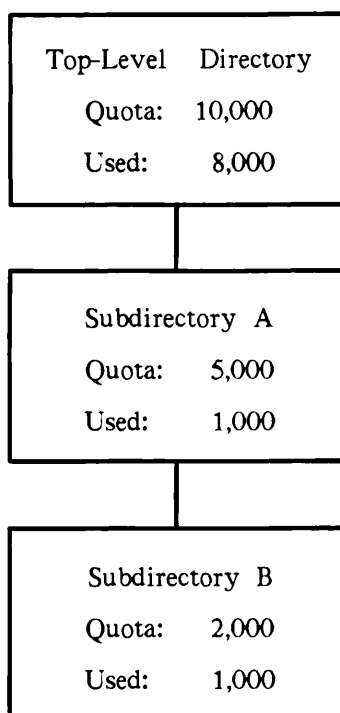 Top-Level Directory
Quota: 10,000
Used: 8,000
Subdirectory A
Quota: 5,000
Used: 1,000
Subdirectory B
Quota: 2,000
Used: 1,000